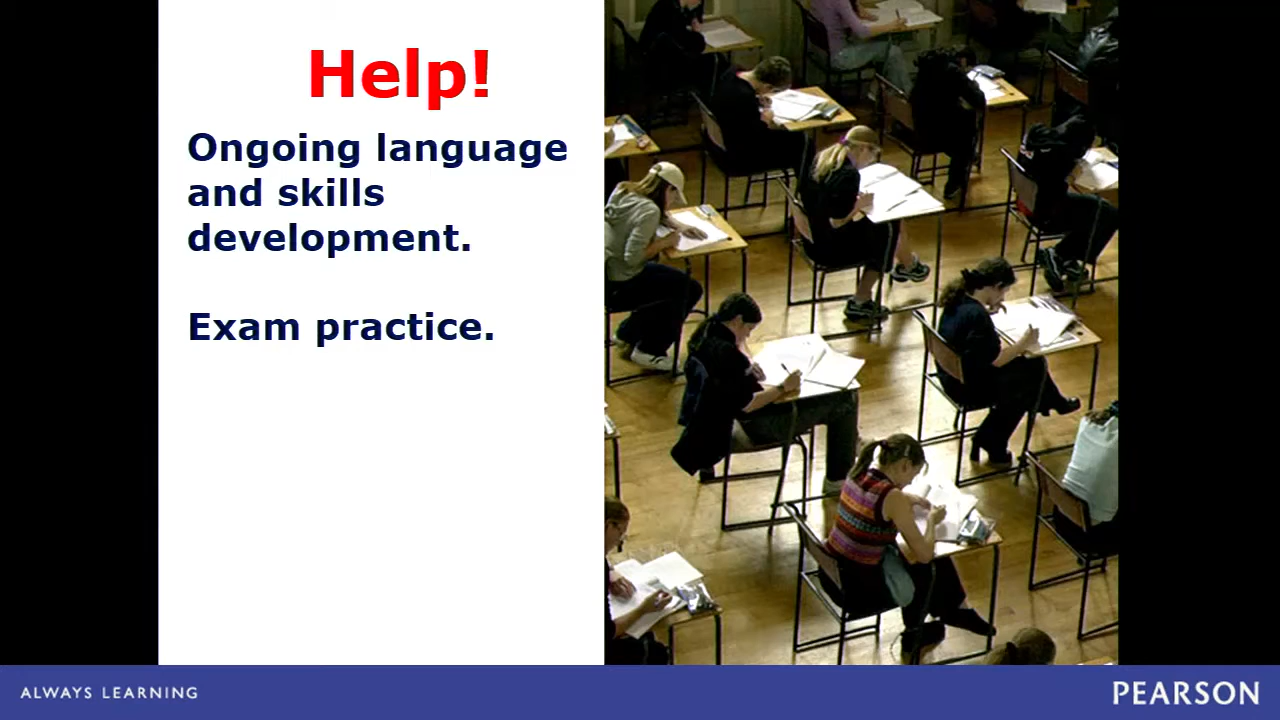 Help!
Ongoing language
and skills
development.
Exam practice.
ALWAYS LEARNING
PEARSON